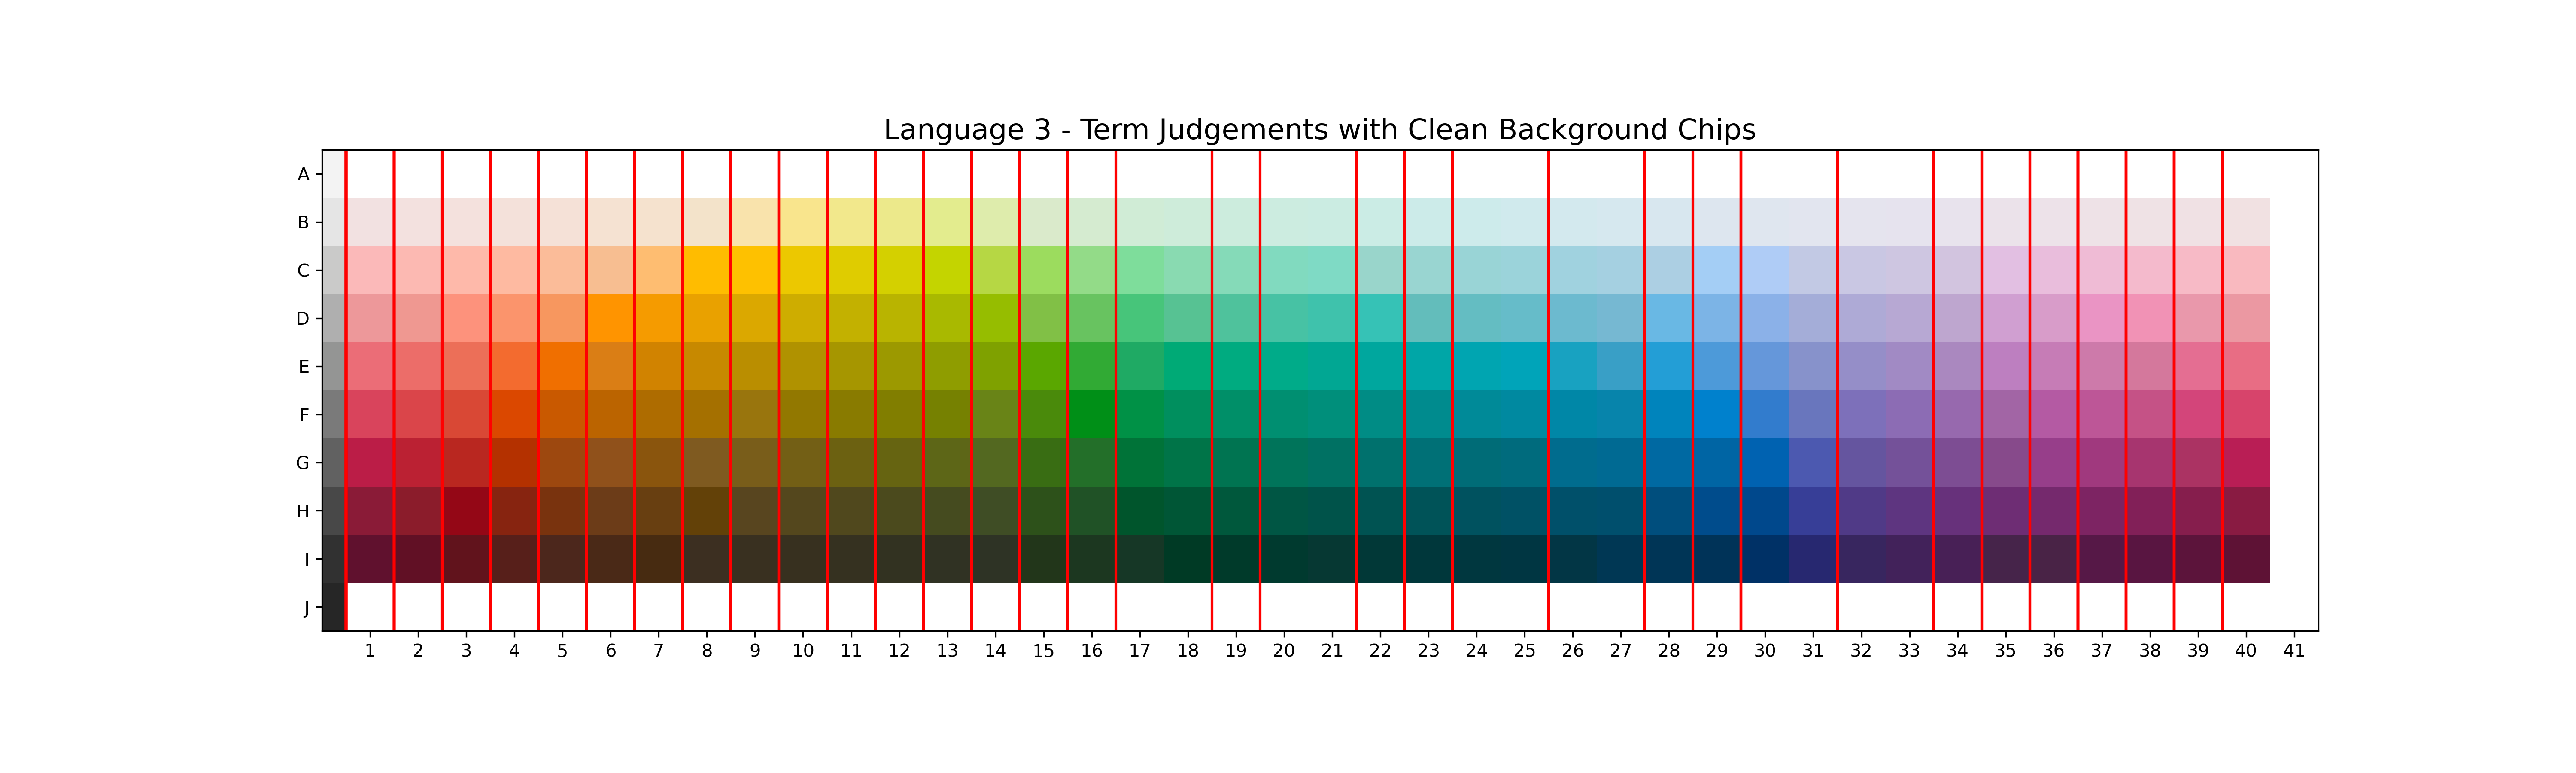 Language 3 - Term Judgements with Clean Background Chips
A
B
C
D
E
F
G
H
I
J
1 2 3 4 5 6 7 8 9 10 11 12 13 14 15 16 17 18 19 20 21 22 23 24 25 26 27 28 29 30 31 32 33 34 35 36 37 38 39 40 41